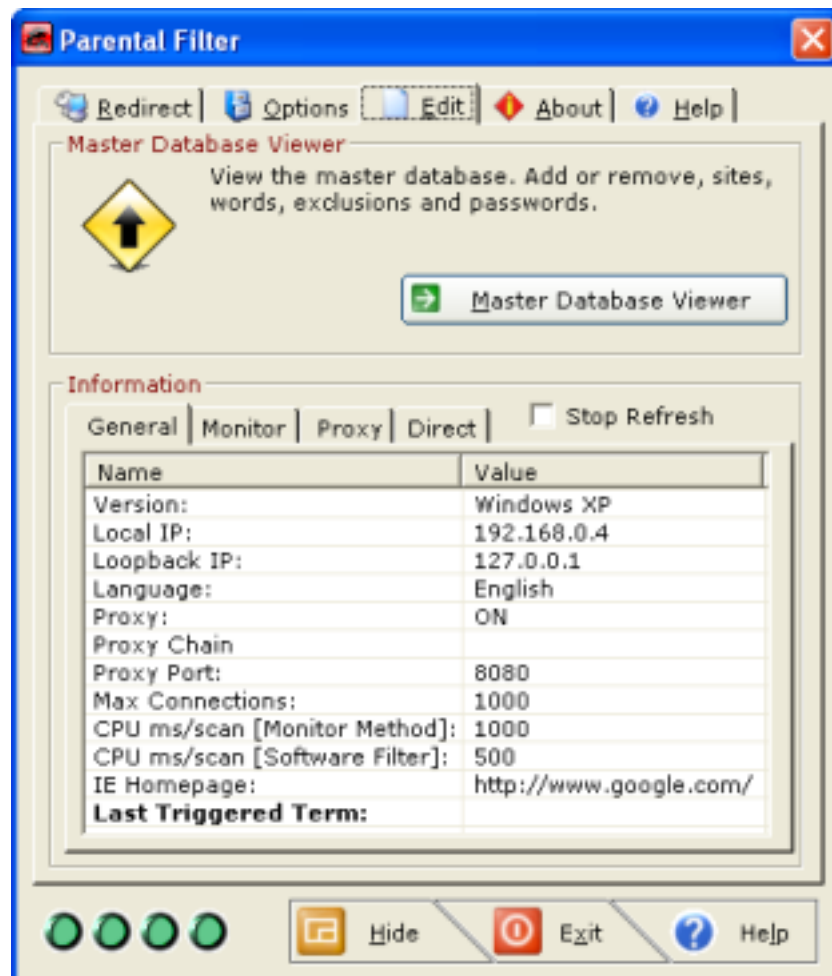 Parental Filter
Redirect Options Edit About Help
Master Database Viewer
View the master database. Add or remove, sites,
words, exclusions and passwords.
Master Database Viewer
Information
General Monitor Proxy Direct Stop Refresh
Name Value
Version: Windows XP
Local IP: 192.168.0.4
Loopback IP: 127.0.0.1
Language: English
Proxy: ON
Proxy Chain
Proxy Port: 8080
Max Connections: 1000
CPU ms/scan [Monitor Method]: 1000
CPU ms/scan [Software Filter]: 500
IE Homepage: http://www.google.com/
Last Triggered Term:
Hide Exit Help